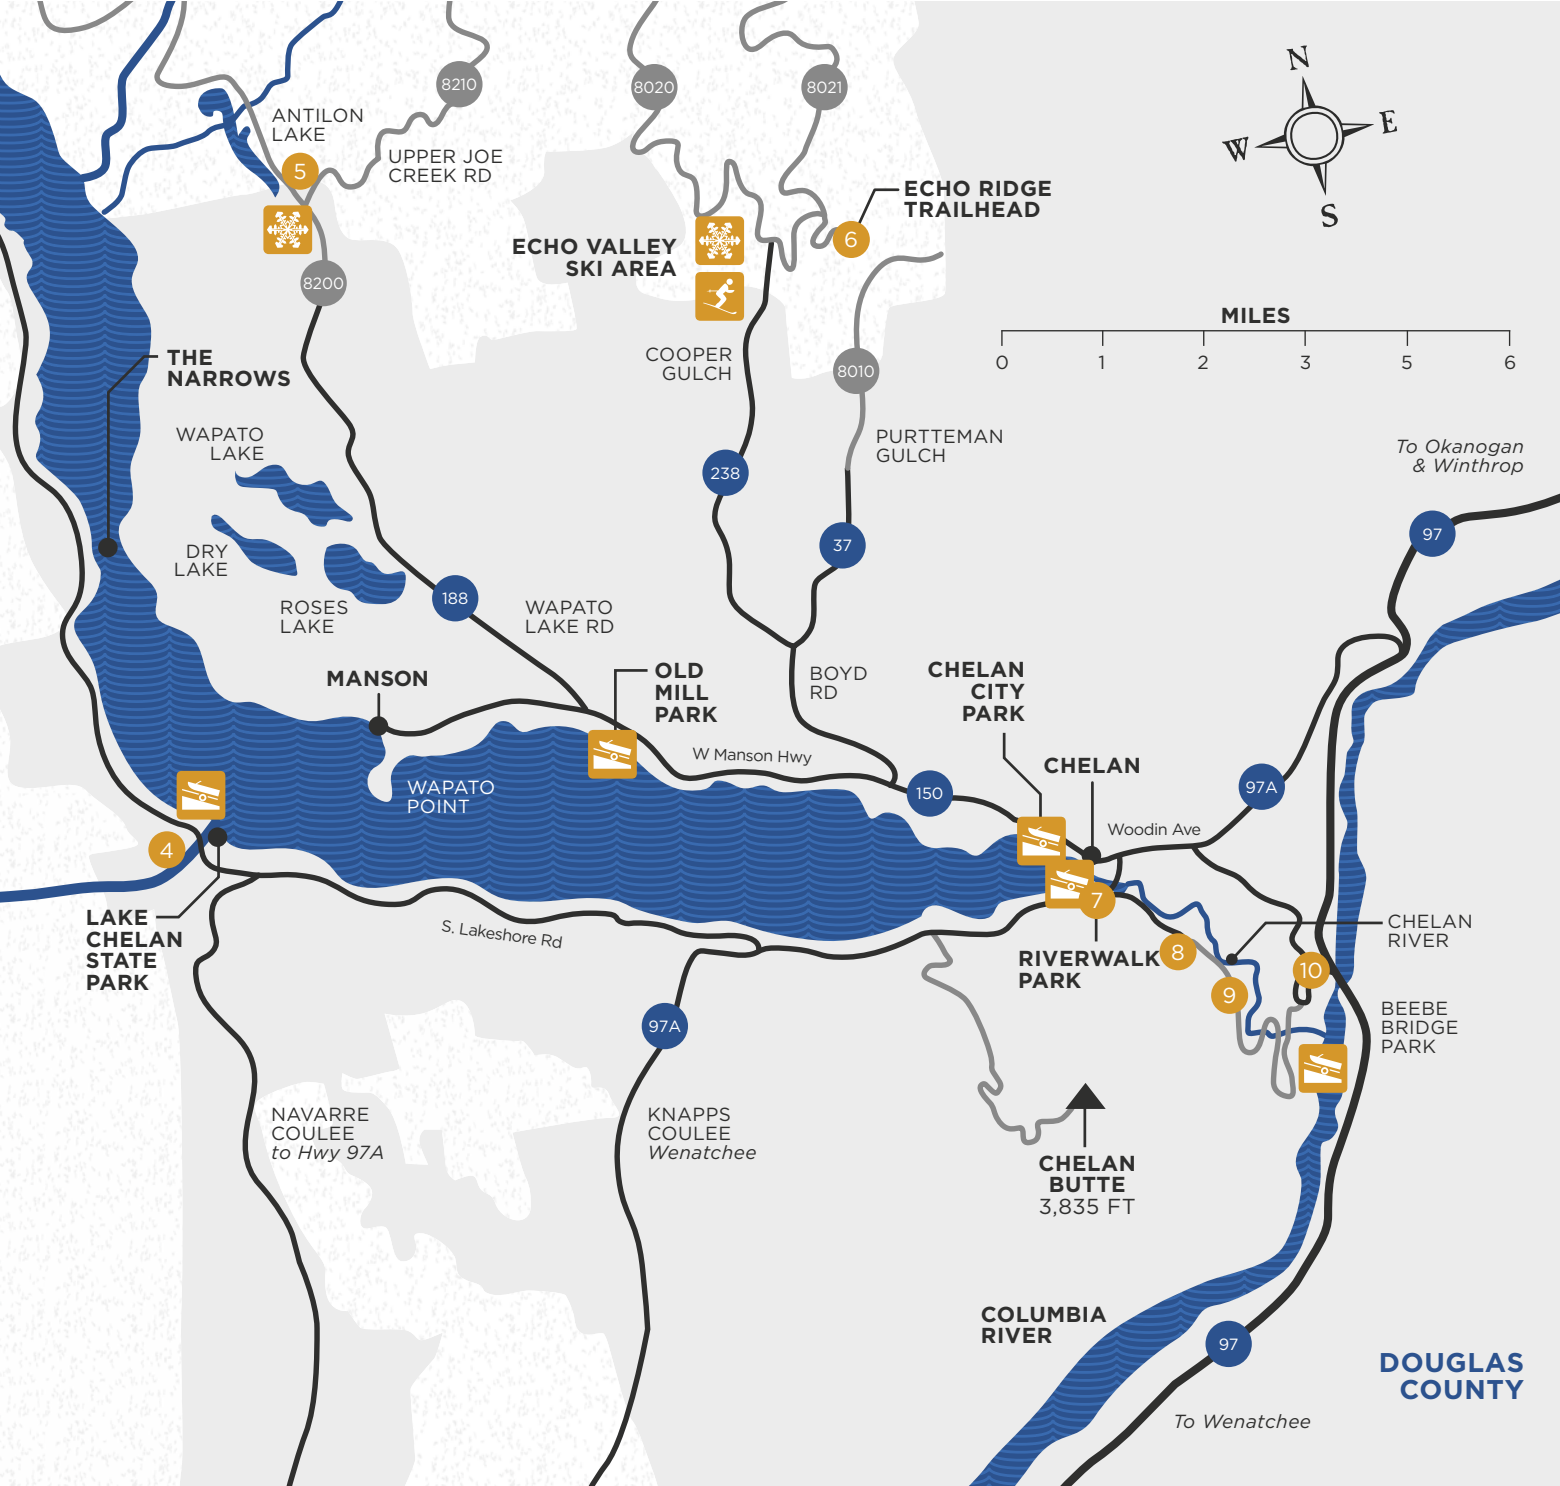 N
W
E
S
8210
8020
8021
ANTILON
LAKE
5
UPPER JOE
CREEK RD
8200
ECHO RIDGE
TRAILHEAD
6
ECHO VALLEY
SKI AREA
MILES
0 1 2 3 5 6
THE
NARROWS
COOPER
GULCH
8010
WAPATO
LAKE
238
PURTTEMAN
GULCH
To Okanogan
& Winthrop
97
37
DRY
LAKE
ROSES
LAKE
188
WAPATO
LAKE RD
MANSON
OLD
MILL
PARK
BOYD
RD
CHELAN
CITY
PARK
W Manson Hwy
CHELAN
WAPATO
POINT
150
97A
Woodin Ave
4
7
LAKE
CHELAN
STATE
PARK
S. Lakeshore Rd
CHELAN
RIVER
RIVERWALK
PARK
8
9
10
97A
BEEBE
BRIDGE
PARK
NAVARRE
COULEE
to Hwy 97A
KNAPPS
COULEE
Wenatchee
CHELAN
BUTTE
3,835 FT
COLUMBIA
RIVER
97
DOUGLAS
COUNTY
To Wenatchee